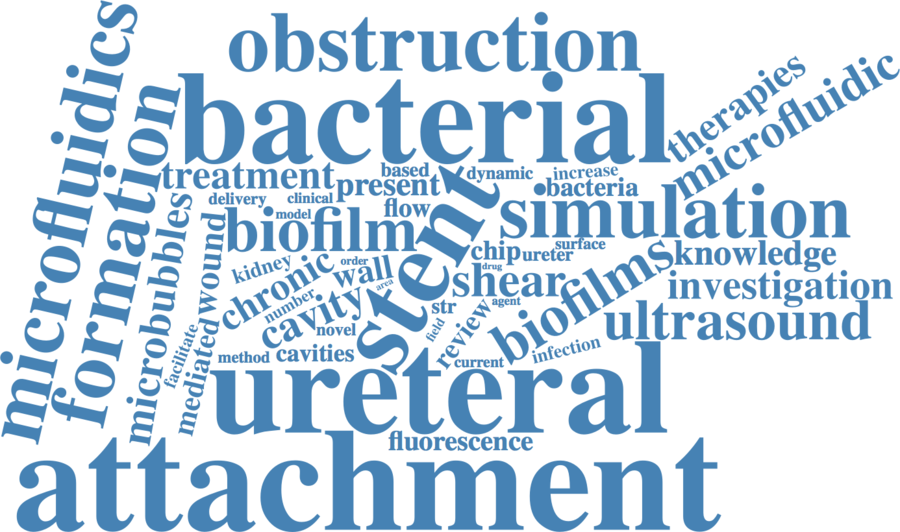 obstruction
bacterial
microfluidics
formation
therapies
microfluidic
treatment
based
present
dynamic
increase
bacteria
delivery
clinical
model
flow
stent
simulation
microbubbles
wound
biofilm
chip
ureter
surface
knowledge
kidney
order
wall
drug
shear
biofilms
investigation
chronic
number
area
cavity
novel
str
agent
field
review
ultrasound
facilitate
mediated
method
cavities
current
infection
ureteral
fluorescence
attachment